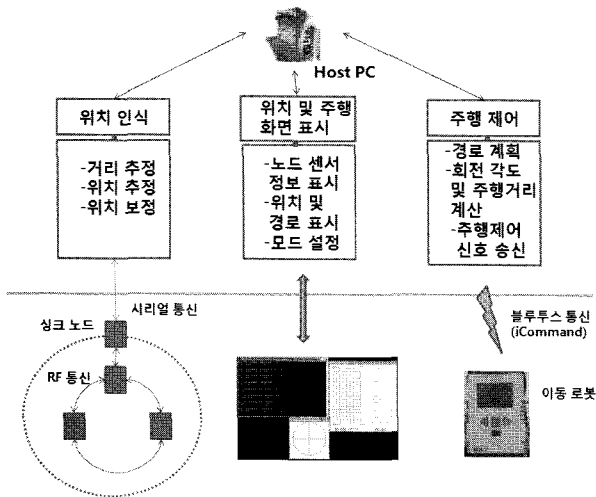 Host PC
위치 인식
-거리 추정
-위치 추정
-위치 보정
위치 및 주행
화면 표시
-노드 센서
정보 표시
-위치 및
경로 표시
-모드 설정
주행 제어
-경로 계획
-회전 각도
및 주행거리
계산
-주행제어
신호 송신
시리얼 통신
싱크 노드
RF 통신
블루투스 통신
(iCommand)
이동 로봇